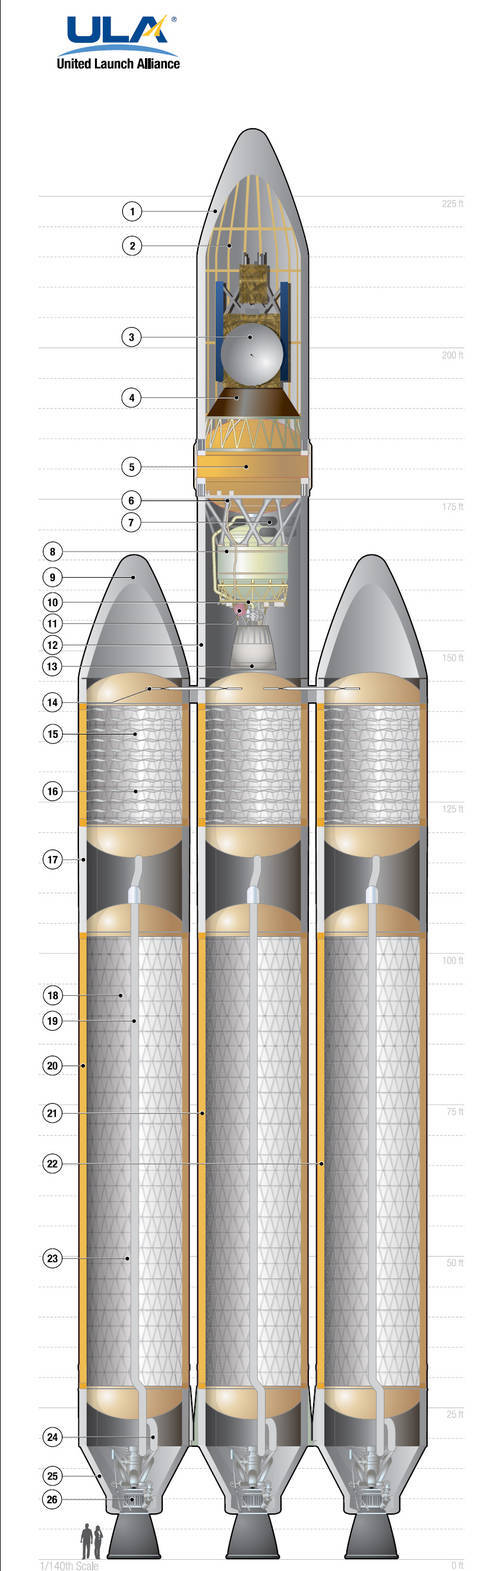 ULA®
United Launch Alliance
225 ft
1
2
3
200 ft
4
5
6
175 ft
7
8
9
10
11
12
150 ft
13
14
15
16
125 ft
17
100 ft
18
19
20
75 ft
21
22
23
50 ft
25 ft
24
25
26
1/140th Scale
0 ft